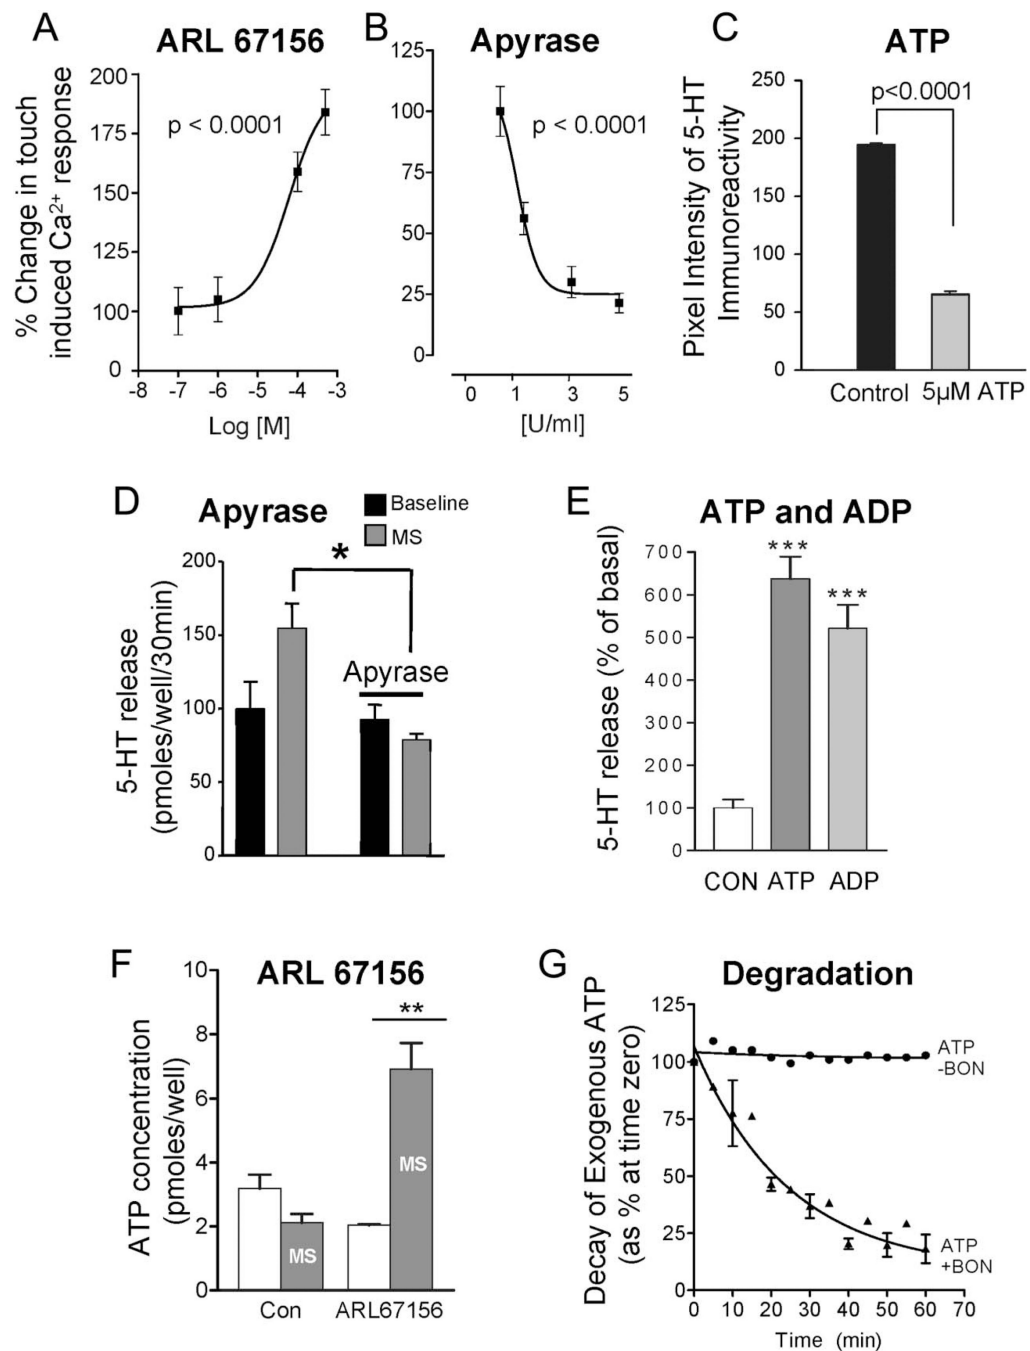 A
ARL 67156
% Change in touch
induced Ca²⁺ response
200
175
150
125
100
0
p < 0.0001
-8 -7 -6 -5 -4 -3
Log [M]
B
Apyrase
125
100
75
50
25
0
p < 0.0001
0 1 3 5
[U/ml]
C
ATP
Pixel Intensity of 5-HT
Immunoreactivity
250
200
150
100
50
0
p<0.0001
Control 5µM ATP
D
Apyrase
Baseline
MS
5-HT release
(pmoles/well/30min)
200
150
100
50
0
*
Apyrase
E
ATP and ADP
5-HT release (% of basal)
700
600
500
400
300
200
100
0
***
***
CON ATP ADP
F
ARL 67156
ATP concentration
(pmoles/well)
10
8
6
4
2
0
**
MS
MS
Con ARL67156
G
Degradation
Decay of Exogenous ATP
(as % at time zero)
125
100
75
50
25
0
ATP
-BON
ATP
+BON
0 10 20 30 40 50 60 70
Time (min)